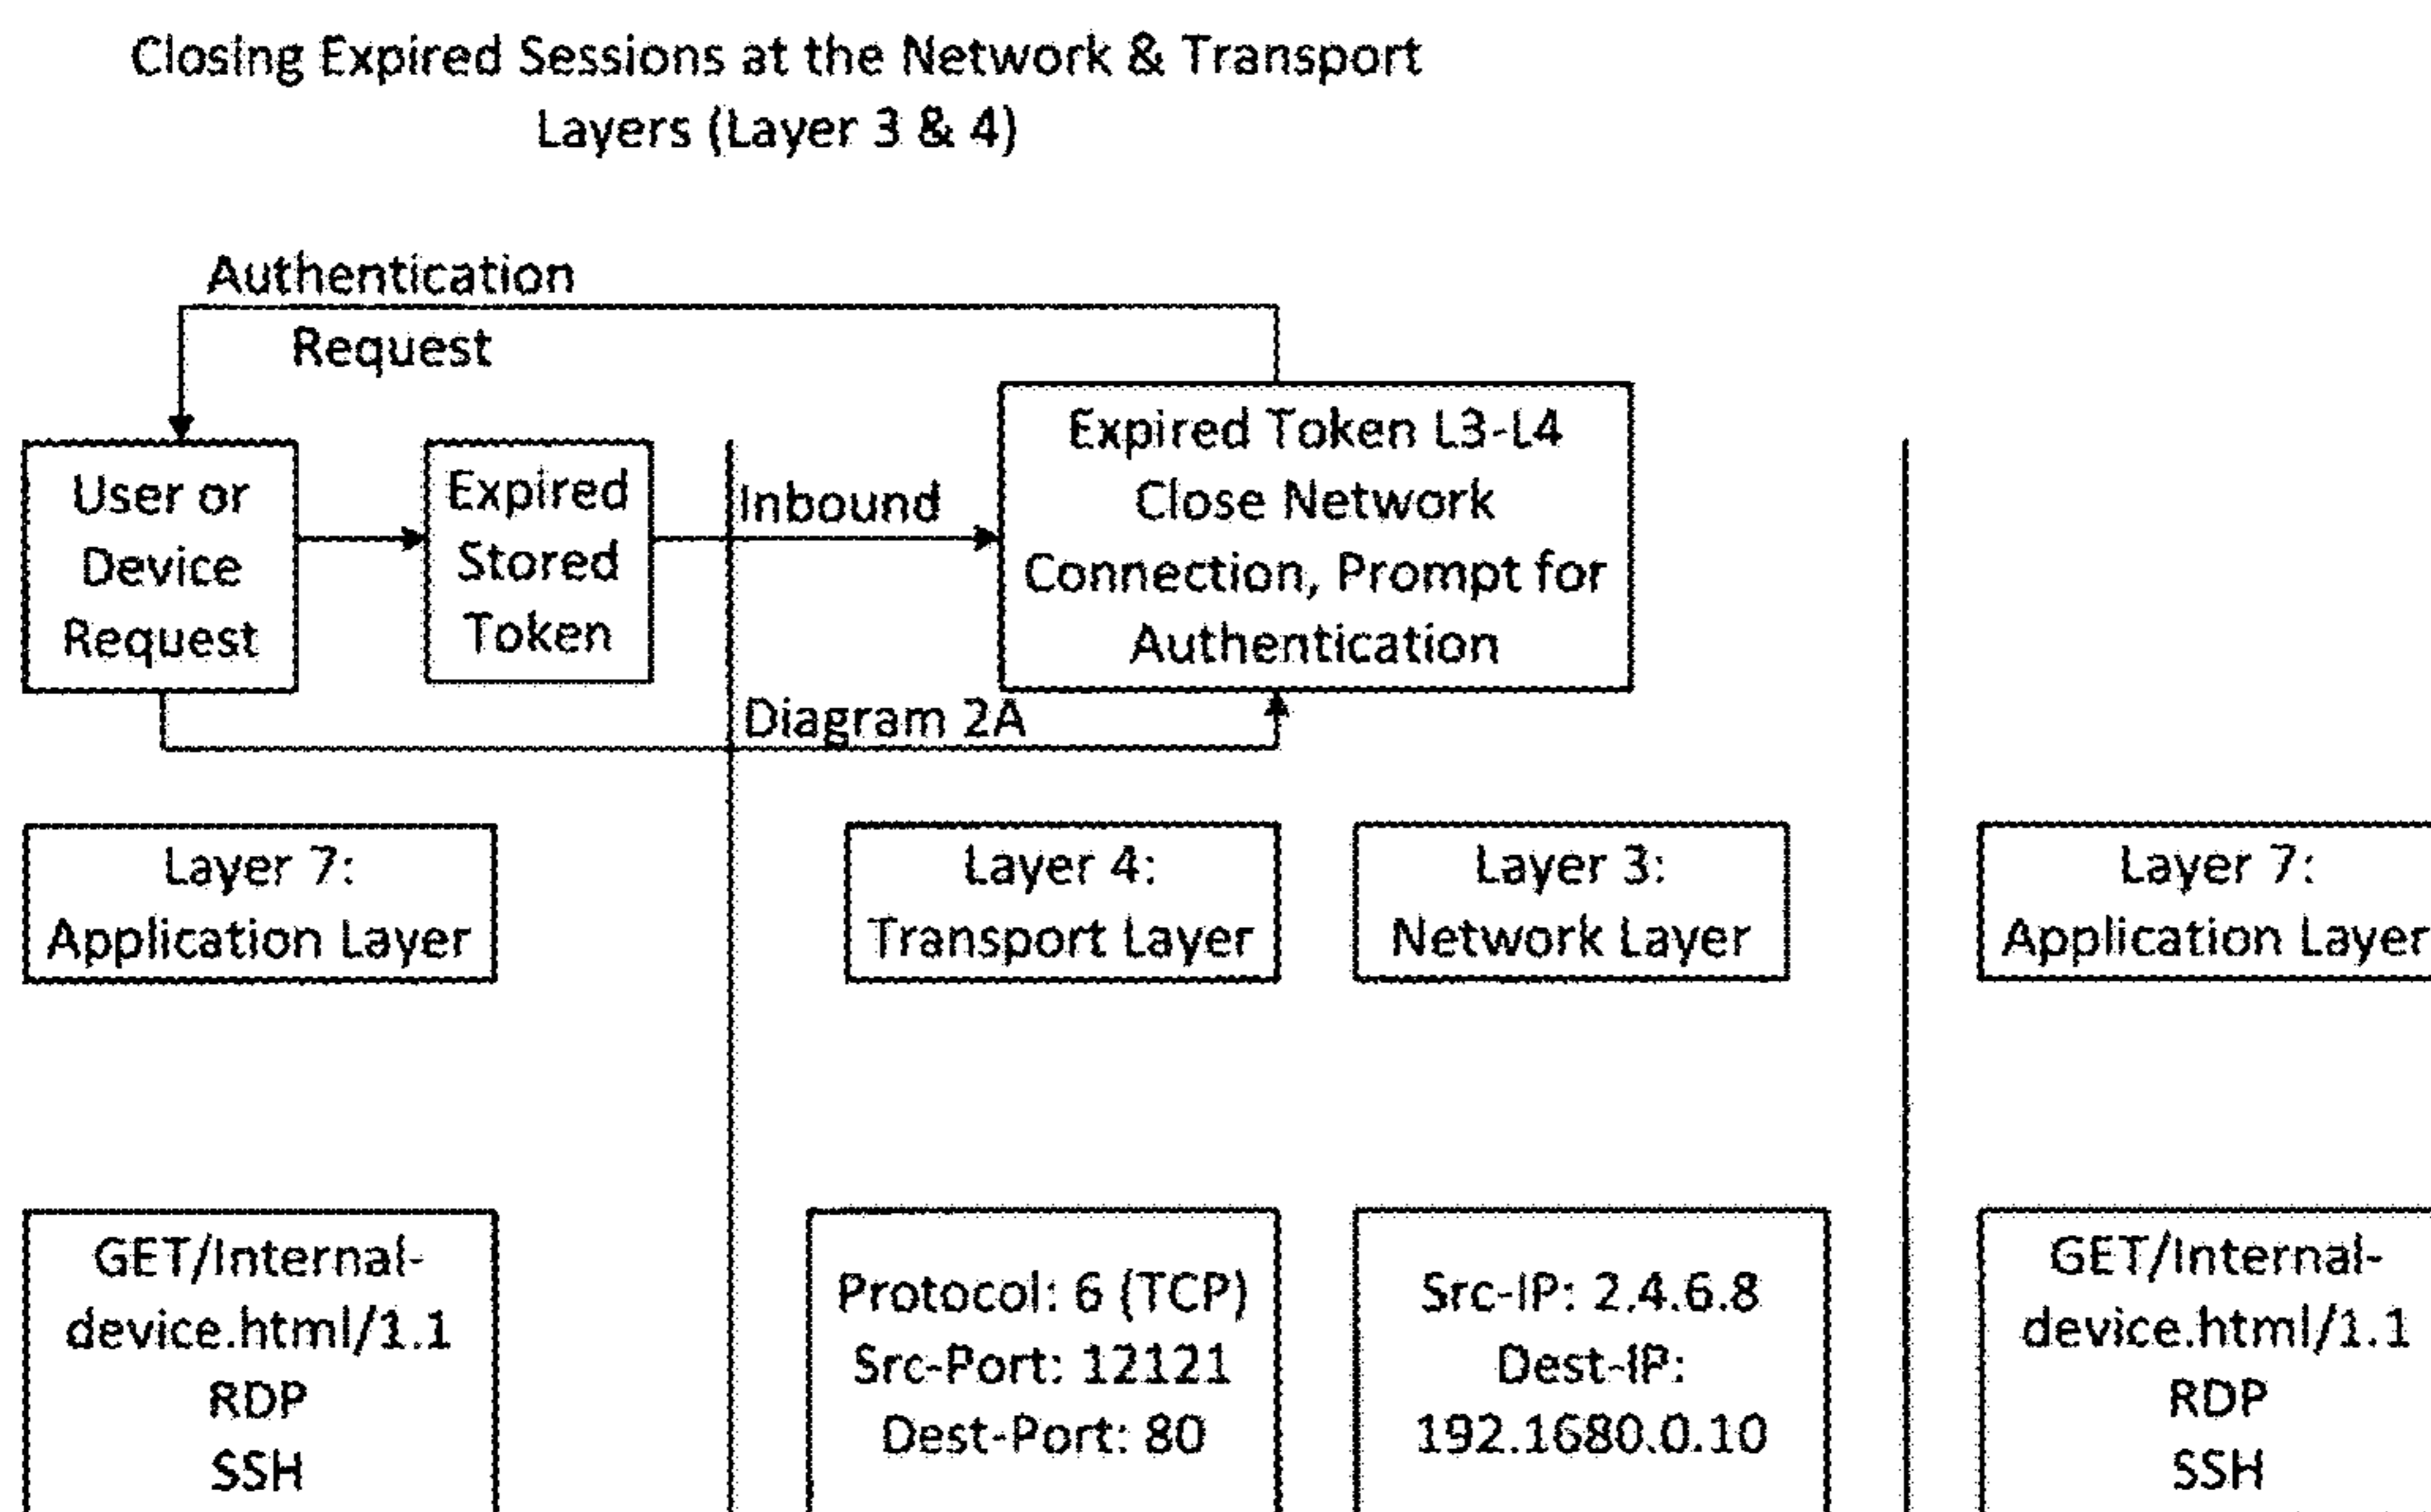 Closing Expired Sessions at the Network & Transport
Layers (Layer 3 & 4)
Authentication
Request
User or
Device
Request
Expired
Stored
Token
Inbound
Expired Token L3-L4
Close Network
Connection, Prompt for
Authentication
Diagram 2A
Layer 7:
Application Layer
Layer 4:
Transport Layer
Layer 3:
Network Layer
Layer 7:
Application Layer
GET/Internal-
device.html/1.1
RDP
SSH
Protocol: 6 (TCP)
Src-Port: 12121
Dest-Port: 80
Src-IP: 2.4.6.8
Dest-IP:
192.1680.0.10
GET/Internal-
device.html/1.1
RDP
SSH